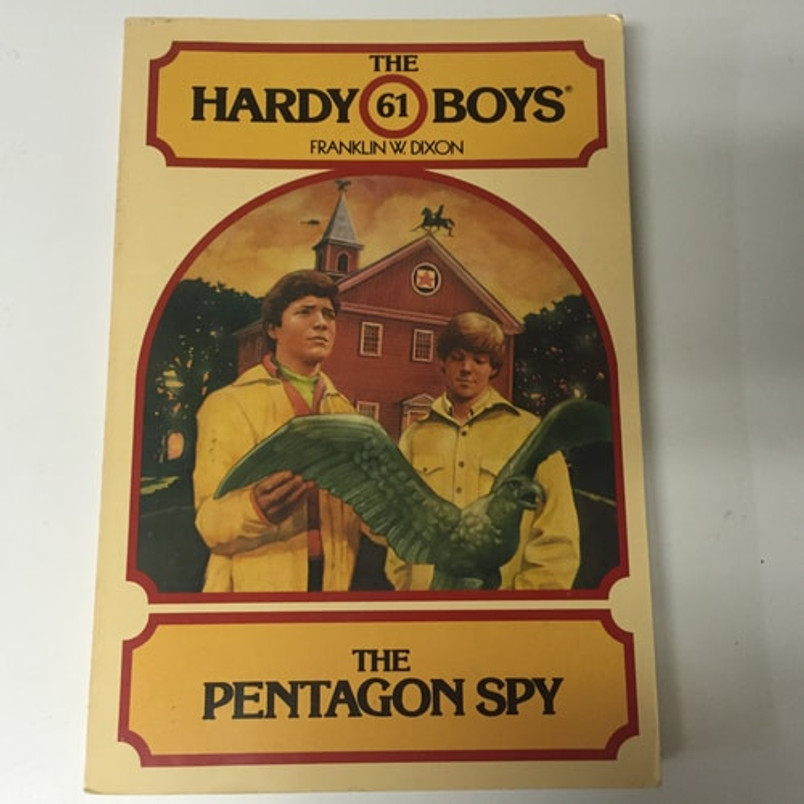 THE
HARDY 61 BOYS®
FRANKLIN W. DIXON
THE
PENTAGON SPY